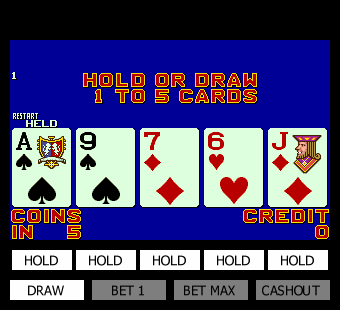 HOLD OR DRAW
1
1 TO 5 CARDS
RESTART
HELD
A 9 7 6 J
COINS CREDIT
IN 5 0
HOLD HOLD HOLD HOLD HOLD
DRAW BET 1 BET MAX CASHOUT